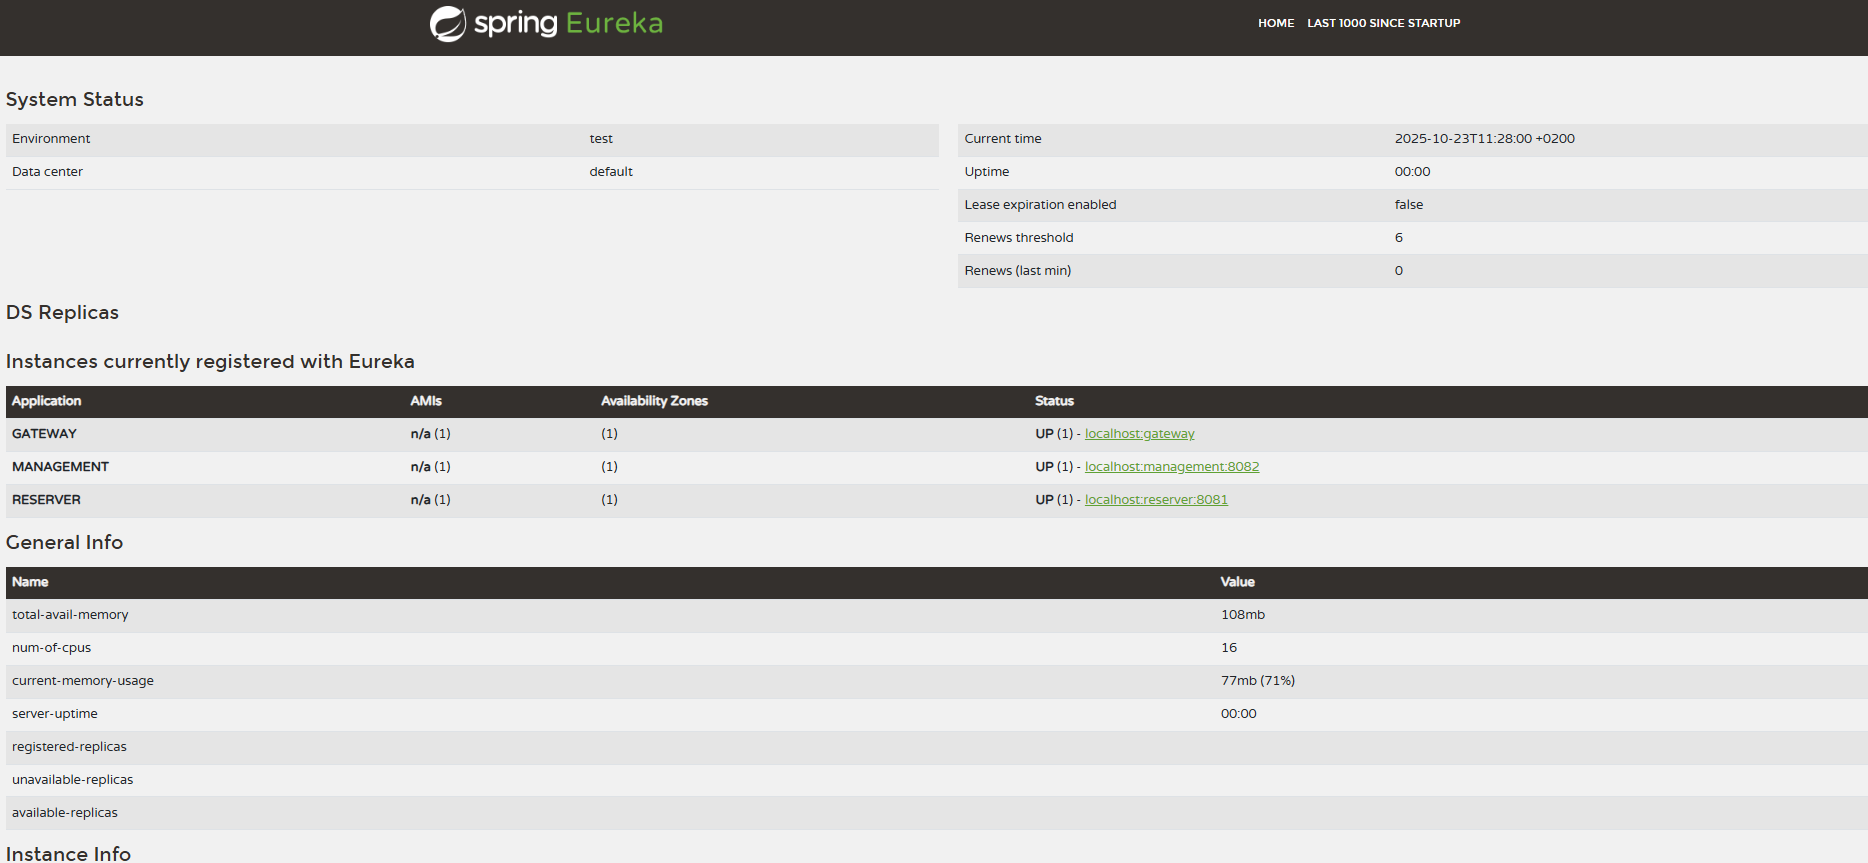 spring Eureka
HOME LAST 1000 SINCE STARTUP
System Status
Environment test
Data center default
Current time 2025-10-23T11:28:00 +0200
Uptime 00:00
Lease expiration enabled false
Renews threshold 6
Renews (last min) 0
DS Replicas
Instances currently registered with Eureka
Application AMIs Availability Zones Status
GATEWAY n/a (1) (1) UP (1) - localhost:gateway
MANAGEMENT n/a (1) (1) UP (1) - localhost:management:8082
RESERVER n/a (1) (1) UP (1) - localhost:reserver:8081
General Info
Name Value
total-avail-memory 108mb
num-of-cpus 16
current-memory-usage 77mb (71%)
server-uptime 00:00
registered-replicas
unavailable-replicas
available-replicas
Instance Info